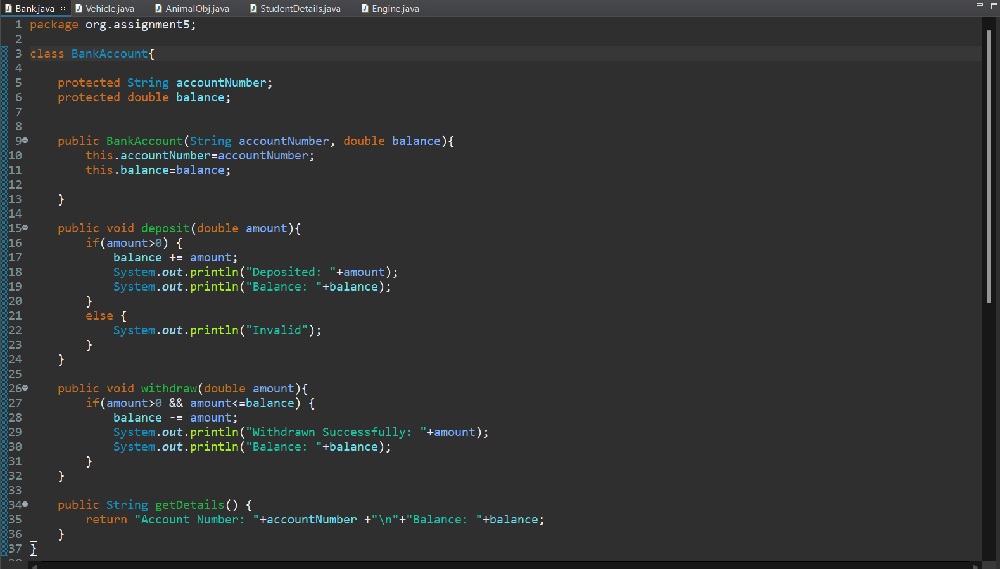 Bank.java Vehicle.java AnimalObj.java StudentDetails.java Engine.java
1 package org.assignment5;
2
3 class BankAccount{
4
5     protected String accountNumber;
6     protected double balance;
7
8
9     public BankAccount(String accountNumber, double balance){
10         this.accountNumber=accountNumber;
11         this.balance=balance;
12
13     }
14
15     public void deposit(double amount){
16         if(amount>0) {
17             balance += amount;
18             System.out.println("Deposited: "+amount);
19             System.out.println("Balance: "+balance);
20         }
21         else {
22             System.out.println("Invalid");
23         }
24     }
25
26     public void withdraw(double amount){
27         if(amount>0 && amount<=balance) {
28             balance -= amount;
29             System.out.println("Withdrawn Successfully: "+amount);
30             System.out.println("Balance: "+balance);
31         }
32     }
33
34     public String getDetails() {
35         return "Account Number: "+accountNumber +"\n"+"Balance: "+balance;
36     }
37 }
38